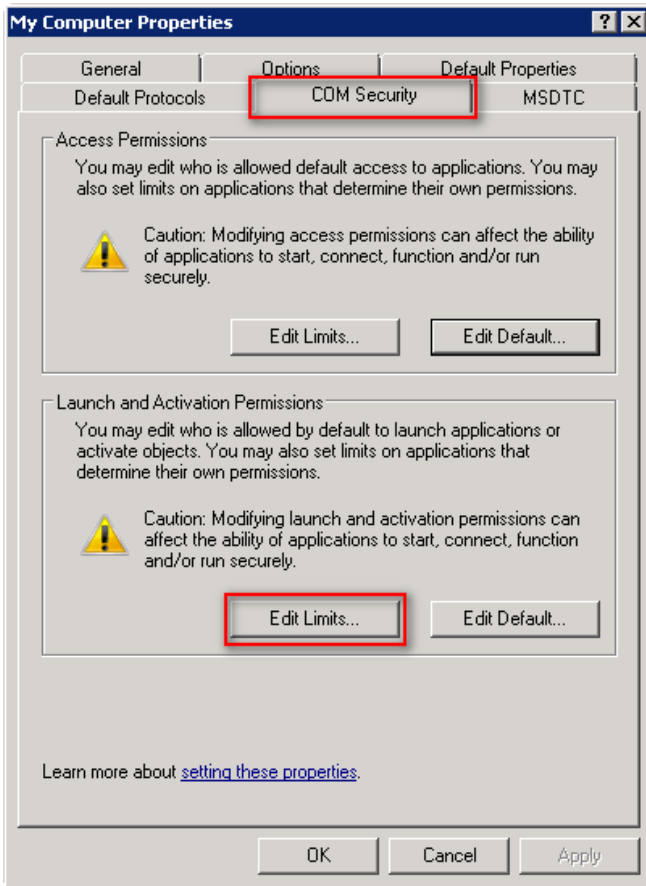 My Computer Properties
General Options Default Properties
Default Protocols COM Security MSDTC
Access Permissions
You may edit who is allowed default access to applications. You may
also set limits on applications that determine their own permissions.
Caution: Modifying access permissions can affect the ability
of applications to start, connect, function and/or run
securely.
Edit Limits... Edit Default...
Launch and Activation Permissions
You may edit who is allowed by default to launch applications or
activate objects. You may also set limits on applications that
determine their own permissions.
Caution: Modifying launch and activation permissions can
affect the ability of applications to start, connect, function
and/or run securely.
Edit Limits... Edit Default...
Learn more about setting these properties.
OK Cancel Apply